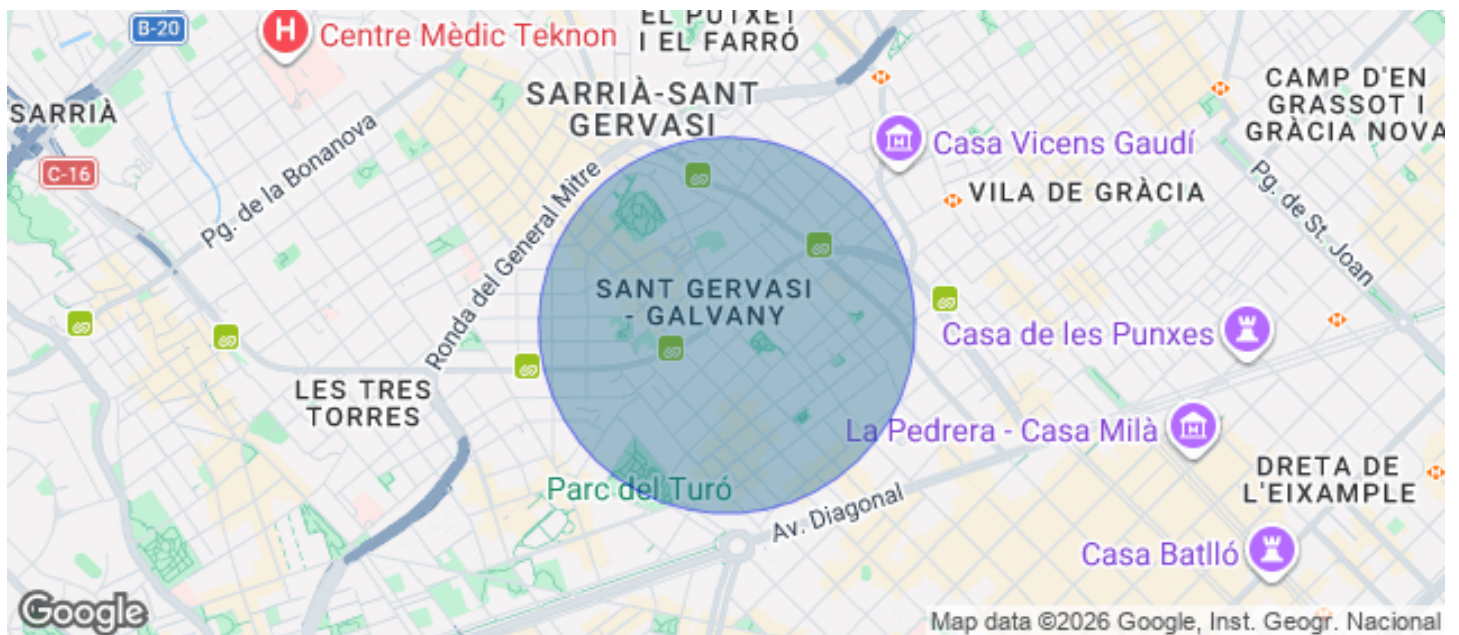 B-20
H
Centre Mèdic Teknon
EL PUTXET
I EL FARRÓ
SARRIÀ
SARRIÀ-SANT
GERVASI
CAMP D'EN
GRASSOT I
GRÀCIA NOVA
Casa Vicens Gaudí
C-16
Pg. de la Bonanova
VILA DE GRÀCIA
Pg. de St. Joan
Ronda del General Mitre
SANT GERVASI
- GALVANY
Casa de les Punxes
LES TRES
TORRES
La Pedrera - Casa Milà
DRETA DE
L'EIXAMPLE
Parc del Turó
Av. Diagonal
Casa Batlló
Google
Map data ©2026 Google, Inst. Geogr. Nacional